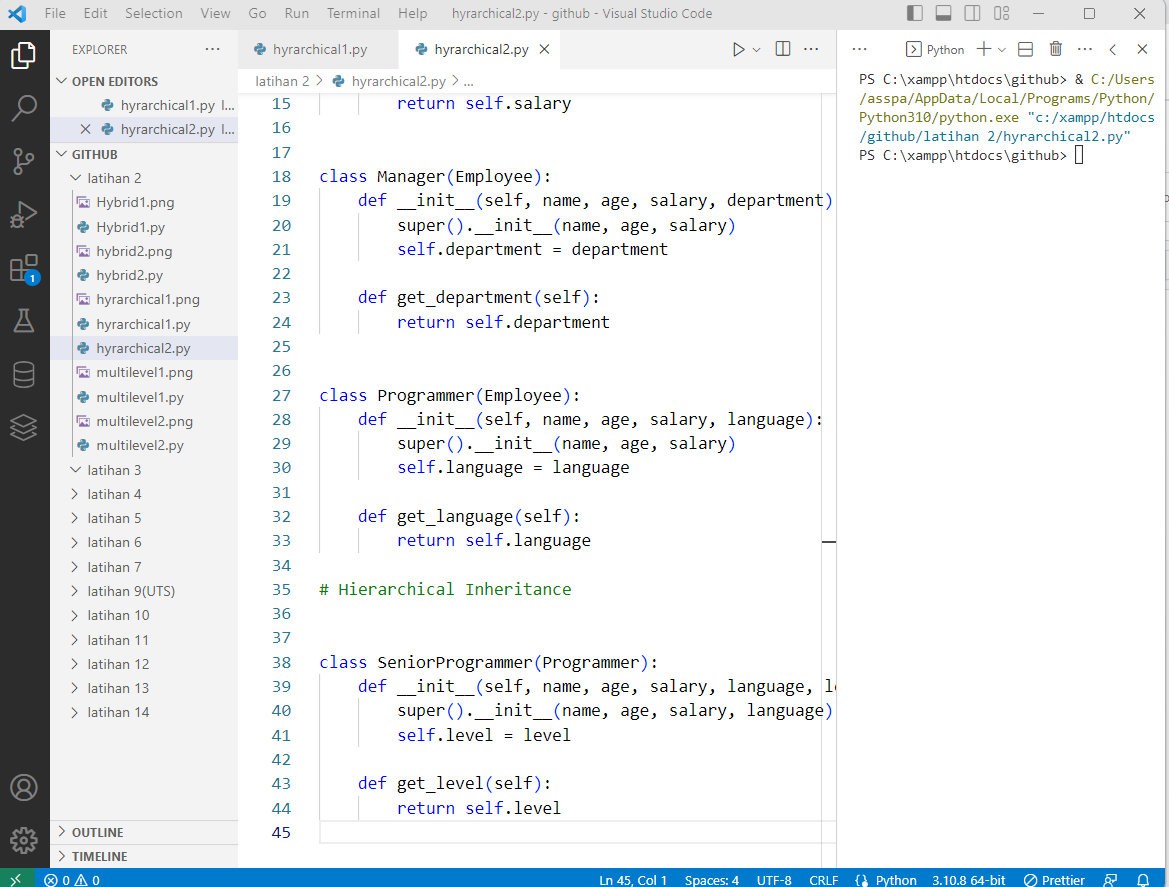 File Edit Selection View Go Run Terminal Help hyrarchical2.py - github - Visual Studio Code
EXPLORER
OPEN EDITORS
hyrarchical1.py l...
hyrarchical2.py l...
GITHUB
latihan 2
Hybrid1.png
Hybrid1.py
hybrid2.png
hybrid2.py
hyrarchical1.png
hyrarchical1.py
hyrarchical2.py
multilevel1.png
multilevel1.py
multilevel2.png
multilevel2.py
latihan 3
latihan 4
latihan 5
latihan 6
latihan 7
latihan 9(UTS)
latihan 10
latihan 11
latihan 12
latihan 13
latihan 14
OUTLINE
TIMELINE
1
hyrarchical1.py
hyrarchical2.py
latihan 2 > hyrarchical2.py > ...
15 return self.salary
16
17
18 class Manager(Employee):
19 def __init__(self, name, age, salary, department)
20 super().__init__(name, age, salary)
21 self.department = department
22
23 def get_department(self):
24 return self.department
25
26
27 class Programmer(Employee):
28 def __init__(self, name, age, salary, language):
29 super().__init__(name, age, salary)
30 self.language = language
31
32 def get_language(self):
33 return self.language
34
35 # Hierarchical Inheritance
36
37
38 class SeniorProgrammer(Programmer):
39 def __init__(self, name, age, salary, language, l
40 super().__init__(name, age, salary, language)
41 self.level = level
42
43 def get_level(self):
44 return self.level
45
Python
PS C:\xampp\htdocs\github> & C:/Users
/asspa/AppData/Local/Programs/Python/
Python310/python.exe "c:/xampp/htdocs
/github/latihan 2/hyrarchical2.py"
PS C:\xampp\htdocs\github>
0 0 Ln 45, Col 1 Spaces: 4 UTF-8 CRLF Python 3.10.8 64-bit Prettier